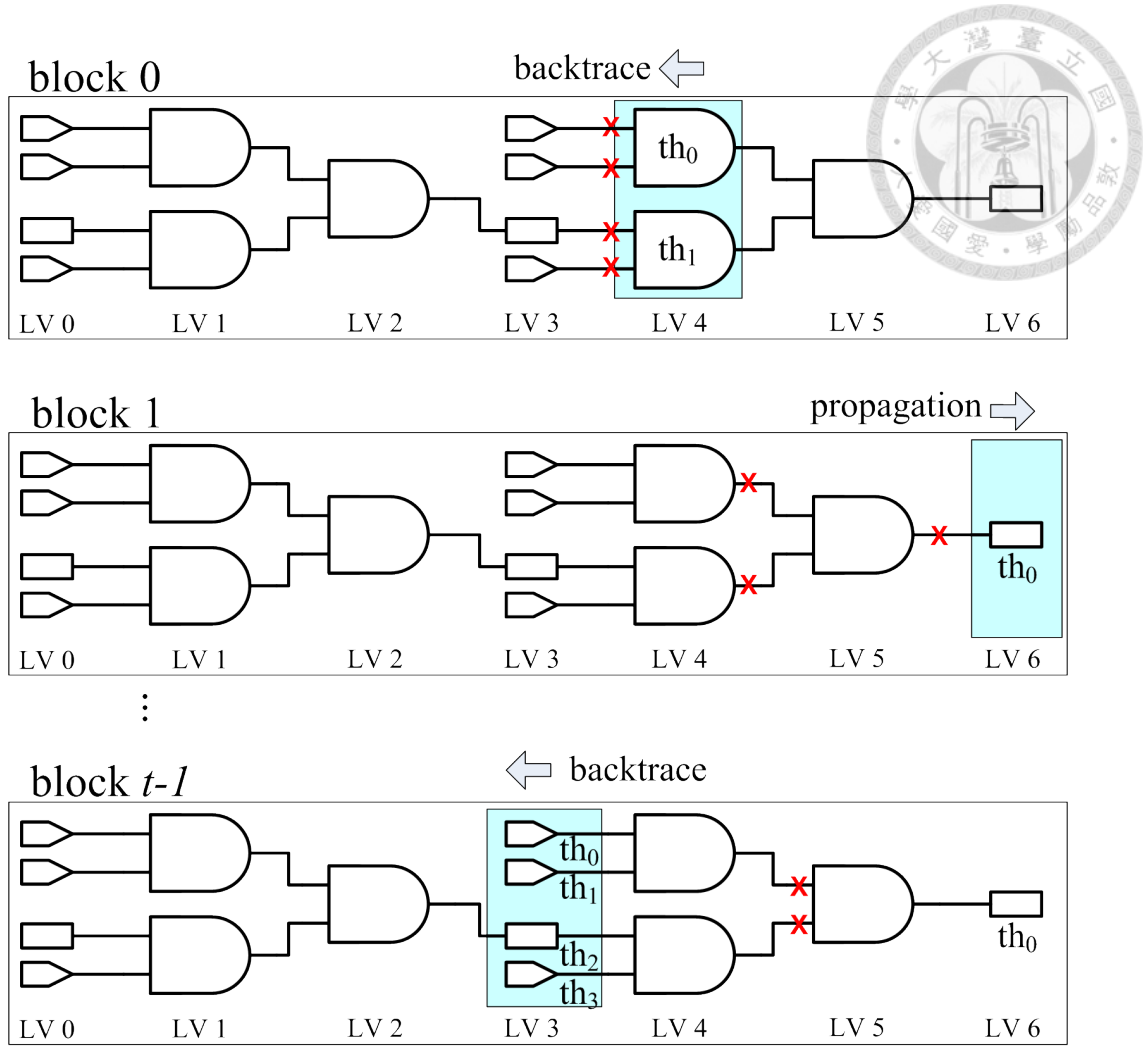 backtrace
block 0
th₀
th₁
LV 0 LV 1 LV 2 LV 3 LV 4 LV 5 LV 6
propagation
block 1
th₀
LV 0 LV 1 LV 2 LV 3 LV 4 LV 5 LV 6
⋮
backtrace
block t-1
th₀
th₁
th₂
th₃
th₀
LV 0 LV 1 LV 2 LV 3 LV 4 LV 5 LV 6